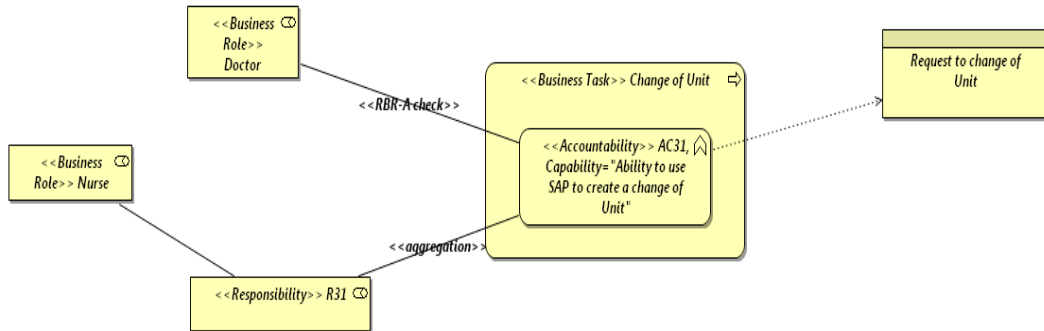 <<Business
Role>>
Doctor
<<RBR-A check>>
<<Business Task>> Change of Unit
Request to change of
Unit
<<Accountability>> AC31,
Capability="Ability to use
SAP to create a change of
Unit"
<<Business
Role>> Nurse
<<aggregation>>
<<Responsibility>> R31